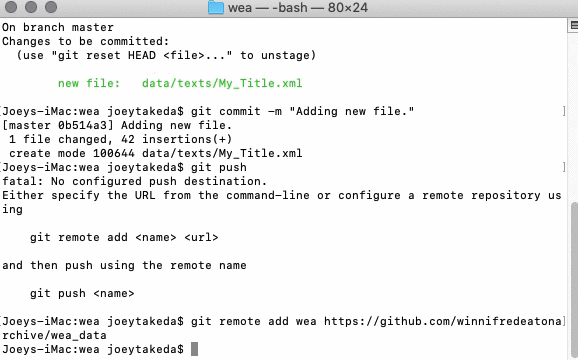 wea — -bash — 80×24
On branch master
Changes to be committed:
  (use "git reset HEAD <file>..." to unstage)
        new file:   data/texts/My_Title.xml
[Joeys-iMac:wea joeytakeda$ git commit -m "Adding new file."                     ]
[master 0b514a3] Adding new file.
 1 file changed, 42 insertions(+)
 create mode 100644 data/texts/My_Title.xml
[Joeys-iMac:wea joeytakeda$ git push                                             ]
fatal: No configured push destination.
Either specify the URL from the command-line or configure a remote repository us
ing
    git remote add <name> <url>
and then push using the remote name
    git push <name>
[Joeys-iMac:wea joeytakeda$ git remote add wea https://github.com/winnifredeatona]
rchive/wea_data
Joeys-iMac:wea joeytakeda$